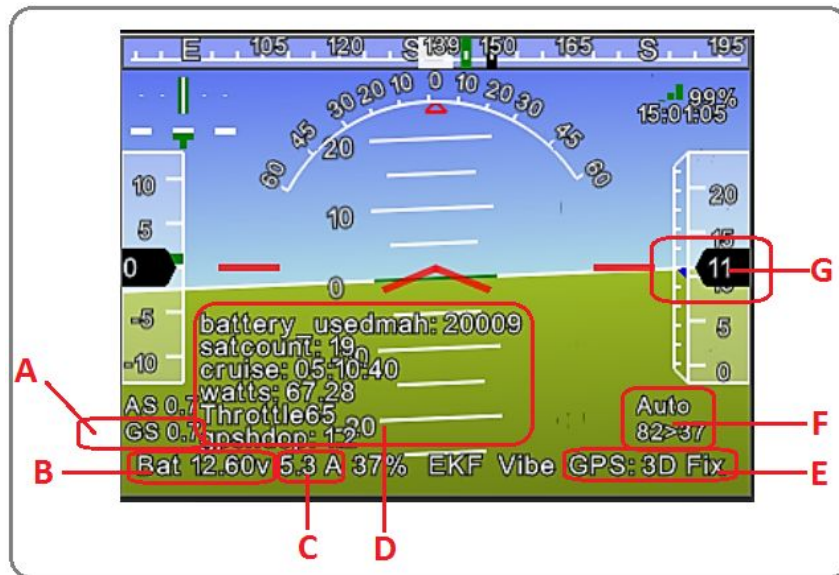 E 105 120 S 139 150 165 S 195
99%
15:01:05
60 45 30 20 10 0 10 20 30 45 60
20
10
0
20
10
5
0
-5
-10
20
15
11
10
5
0
G
battery_usedmah: 20009
satcount: 19
cruise: 05:10:40
watts: 67.28
Throttle65
gpshdop: 1.2
A
AS 0.7
GS 0.7
Auto
82>37
F
B
Bat 12.60v 5.3 A 37% EKF Vibe GPS: 3D Fix
E
C
D